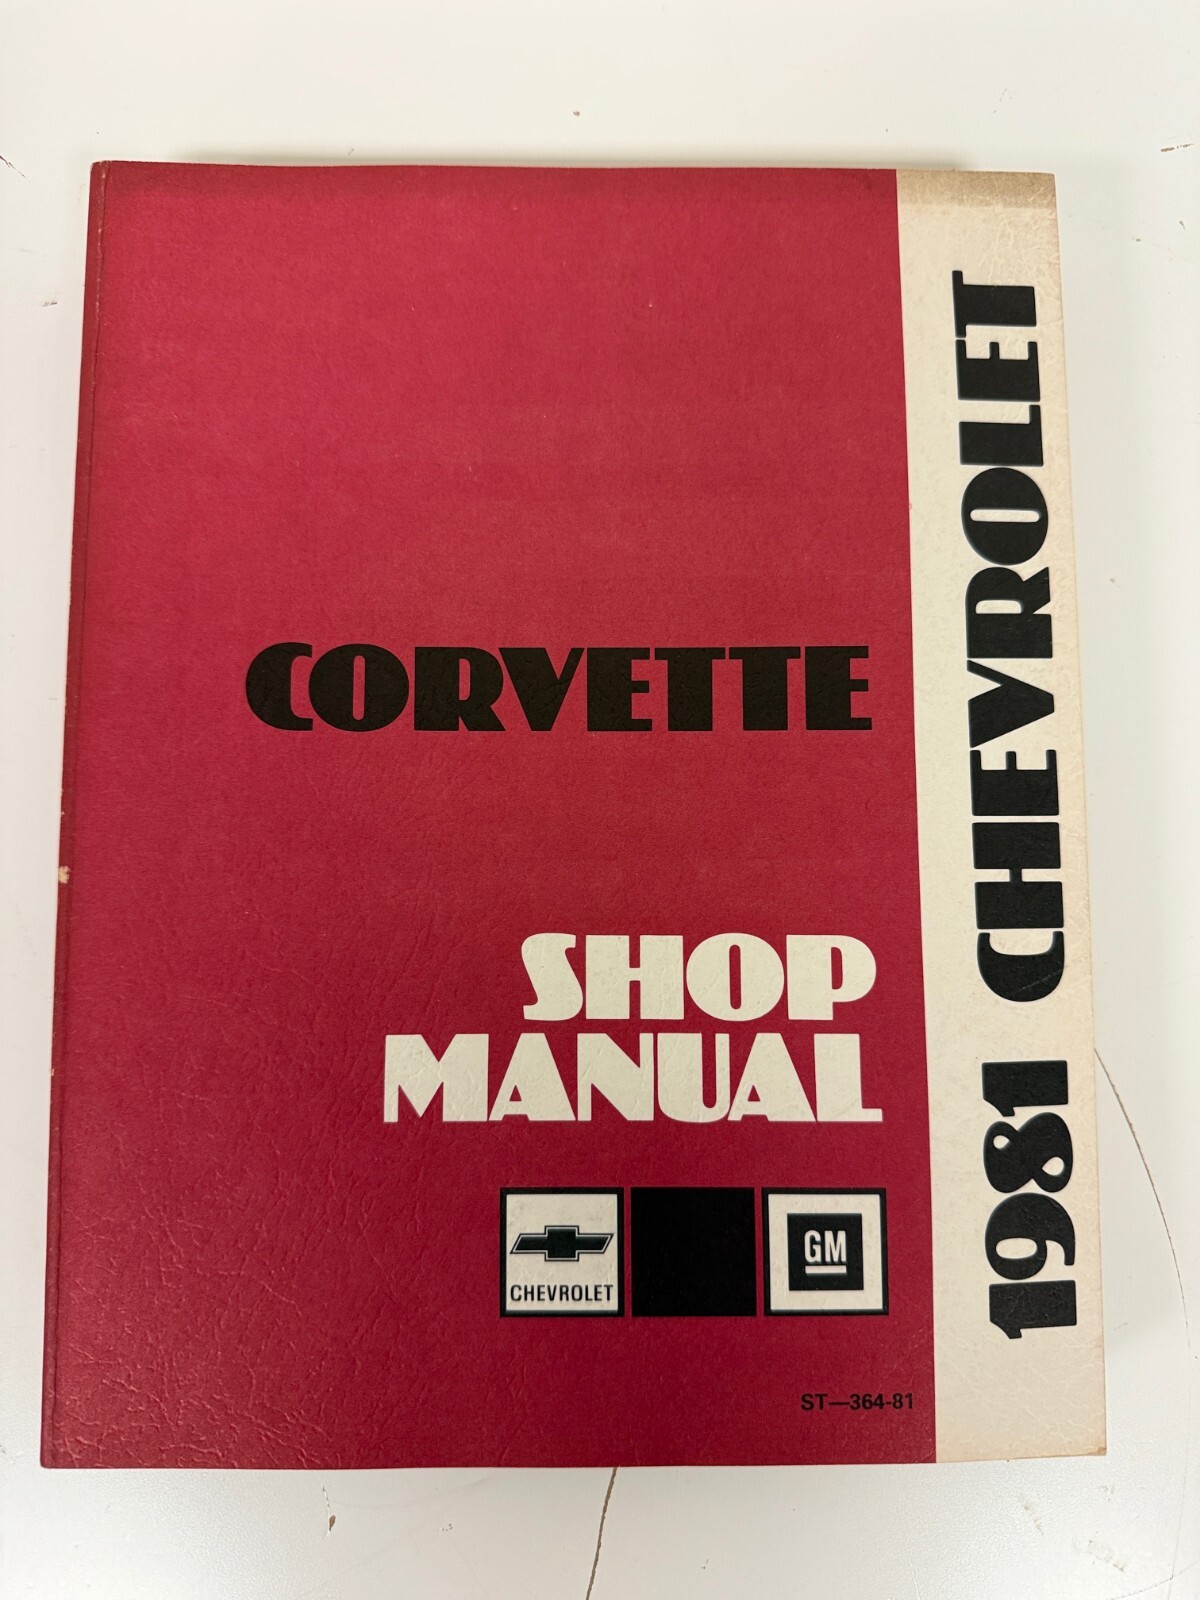 CORVETTE
SHOP
MANUAL
CHEVROLET
GM
ST—364-81
1981 CHEVROLET